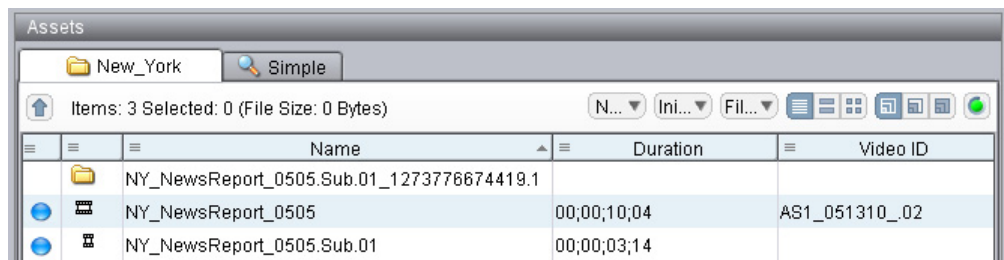 Assets
New_York Simple
Items: 3 Selected: 0 (File Size: 0 Bytes) N... Ini... Fil...
Name Duration Video ID
NY_NewsReport_0505.Sub.01_1273776674419.1
NY_NewsReport_0505 00;00;10;04 AS1_051310_.02
NY_NewsReport_0505.Sub.01 00;00;03;14